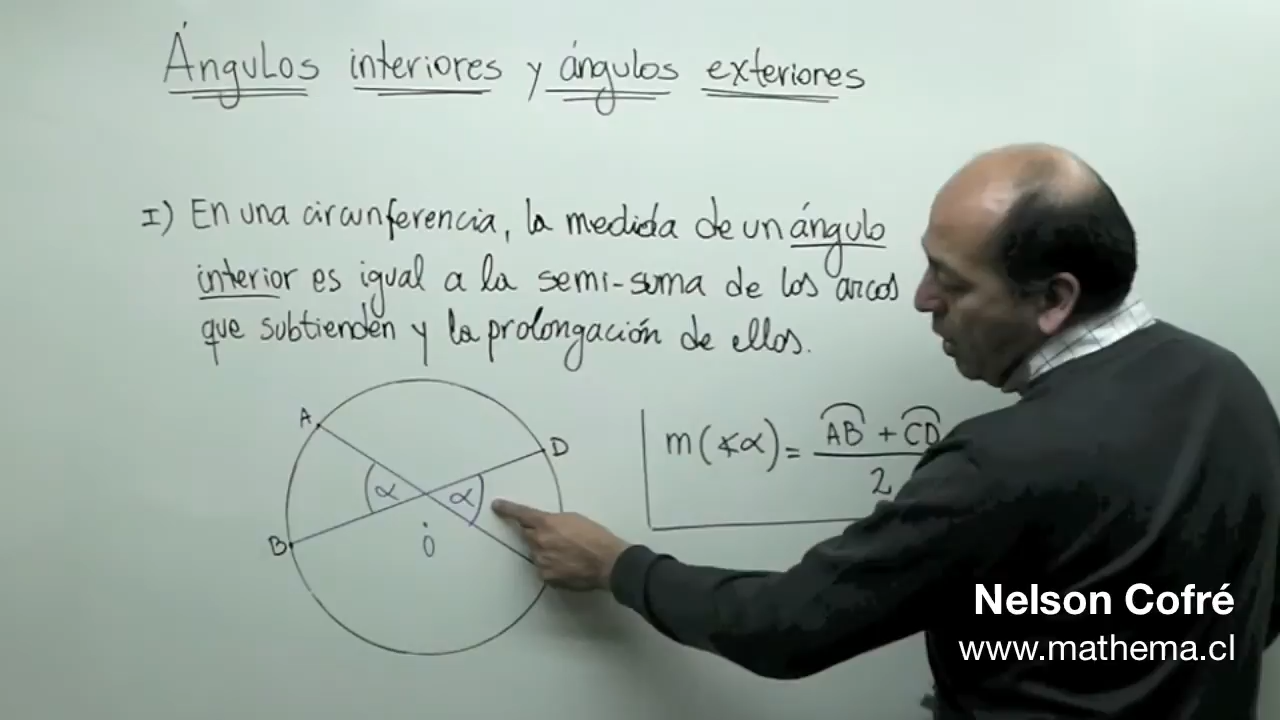 Ángulos interiores y ángulos exteriores
I) En una circunferencia, la medida de un ángulo
interior es igual a la semi-suma de los arcos
que subtienden y la prolongación de ellos.
A
D
α
α
B
O
m(∢α) = AB + CD
2
Nelson Cofré
www.mathema.cl